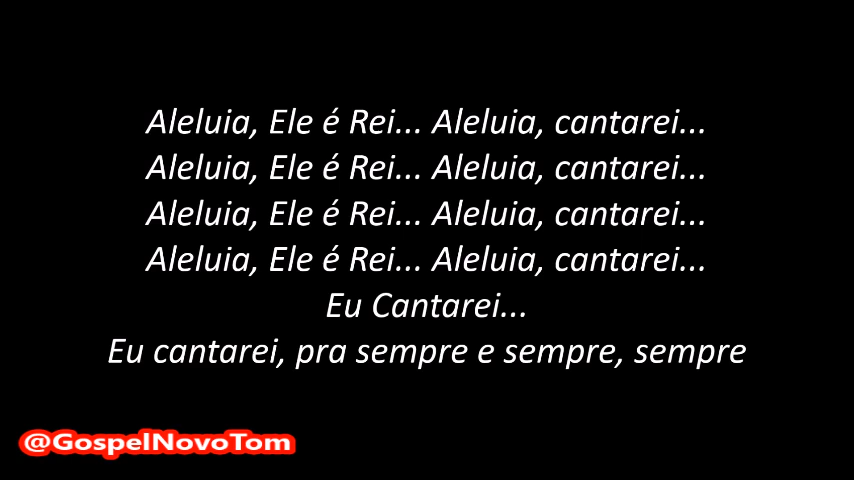 Aleluia, Ele é Rei... Aleluia, cantarei...
Aleluia, Ele é Rei... Aleluia, cantarei...
Aleluia, Ele é Rei... Aleluia, cantarei...
Aleluia, Ele é Rei... Aleluia, cantarei...
Eu Cantarei...
Eu cantarei, pra sempre e sempre, sempre
@GospelNovoTom